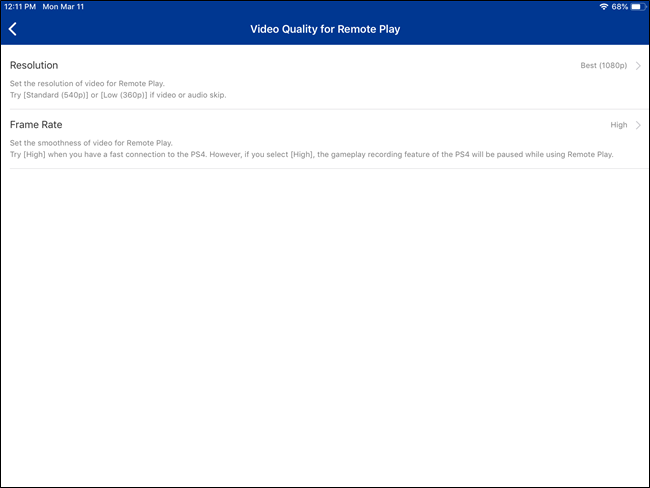 12:11 PM Mon Mar 11 68%
Video Quality for Remote Play
Resolution Best (1080p)
Set the resolution of video for Remote Play.
Try [Standard (540p)] or [Low (360p)] if video or audio skip.
Frame Rate High
Set the smoothness of video for Remote Play.
Try [High] when you have a fast connection to the PS4. However, if you select [High], the gameplay recording feature of the PS4 will be paused while using Remote Play.